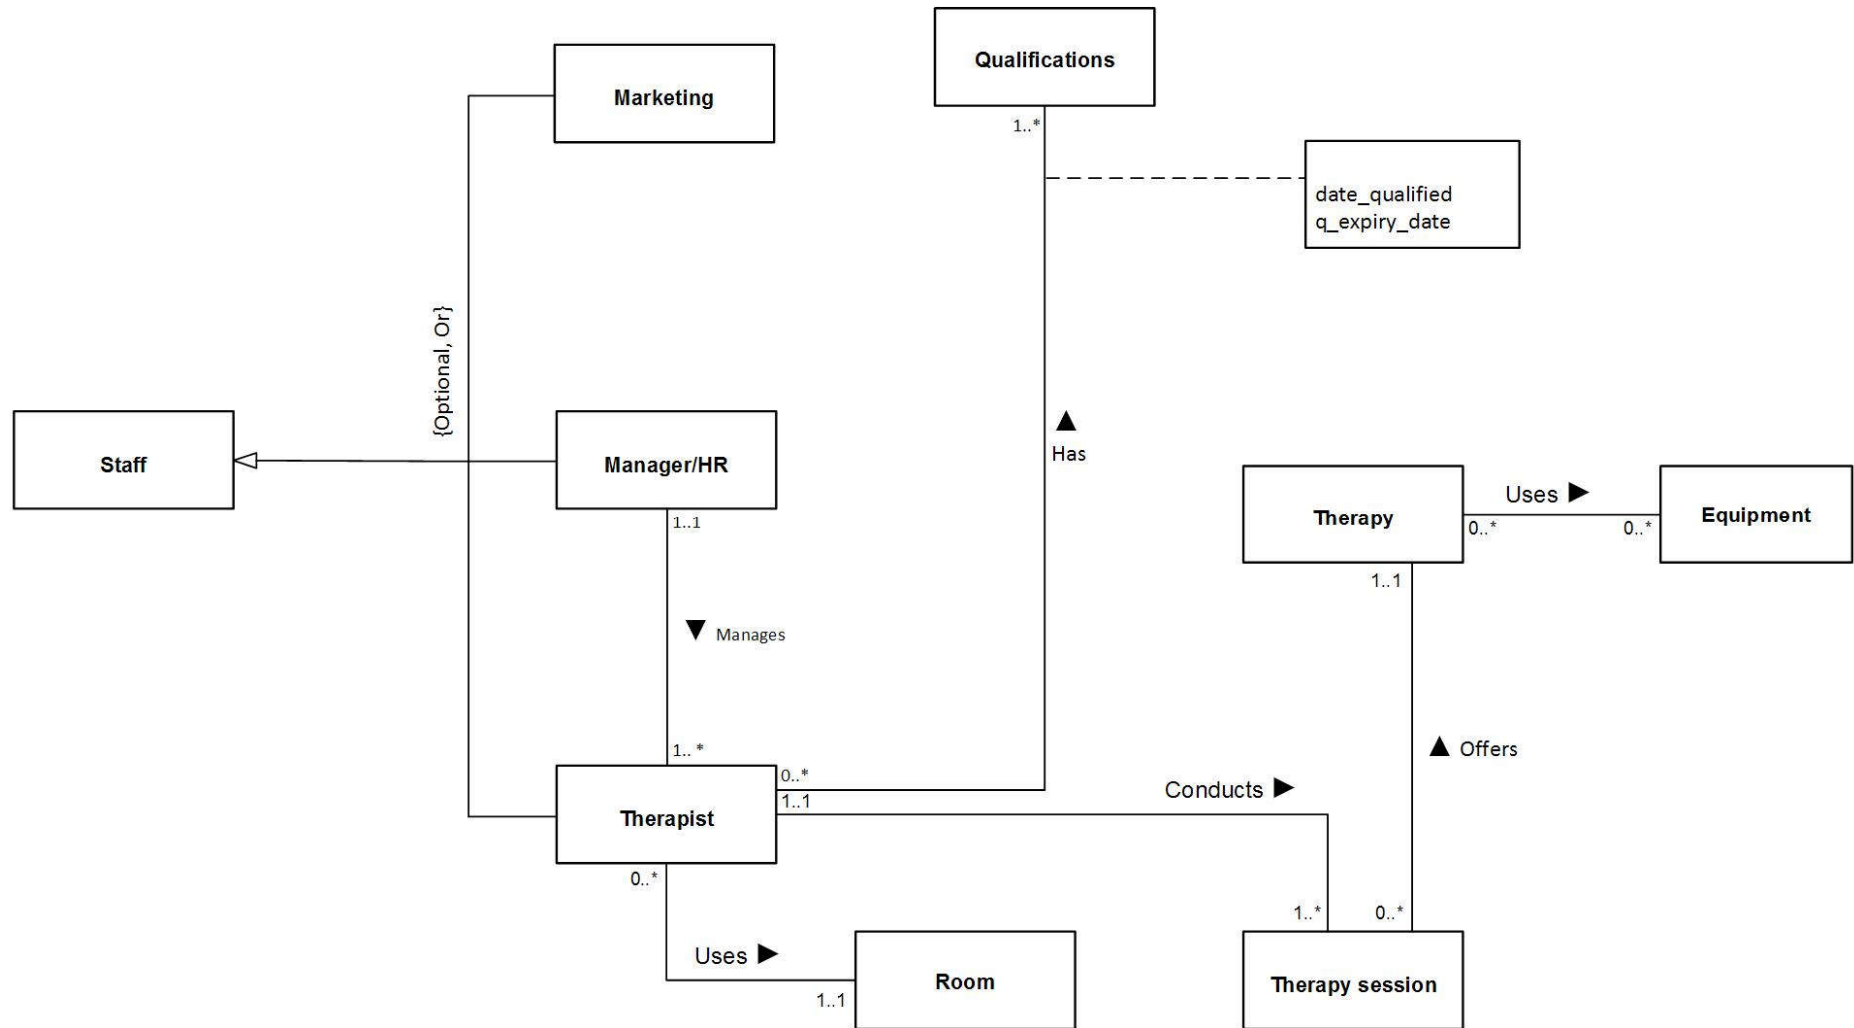 Qualifications
Marketing
1..*
date_qualified
q_expiry_date
{Optional, Or}
Has
Staff
Manager/HR
Uses ►
Therapy
Equipment
0..*
0..*
1..1
1..1
▼ Manages
▲ Offers
1.. *
0..*
Conducts ►
1..1
Therapist
0..*
1..*
0..*
Uses ►
Room
Therapy session
1..1